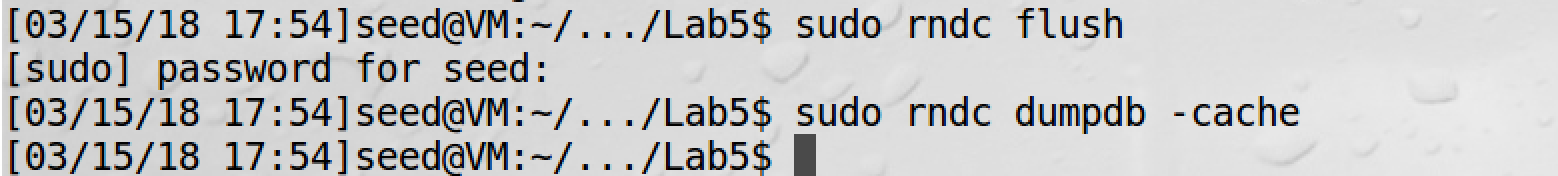 [03/15/18 17:54]seed@VM:~/.../Lab5$ sudo rndc flush
[sudo] password for seed:
[03/15/18 17:54]seed@VM:~/.../Lab5$ sudo rndc dumpdb -cache
[03/15/18 17:54]seed@VM:~/.../Lab5$